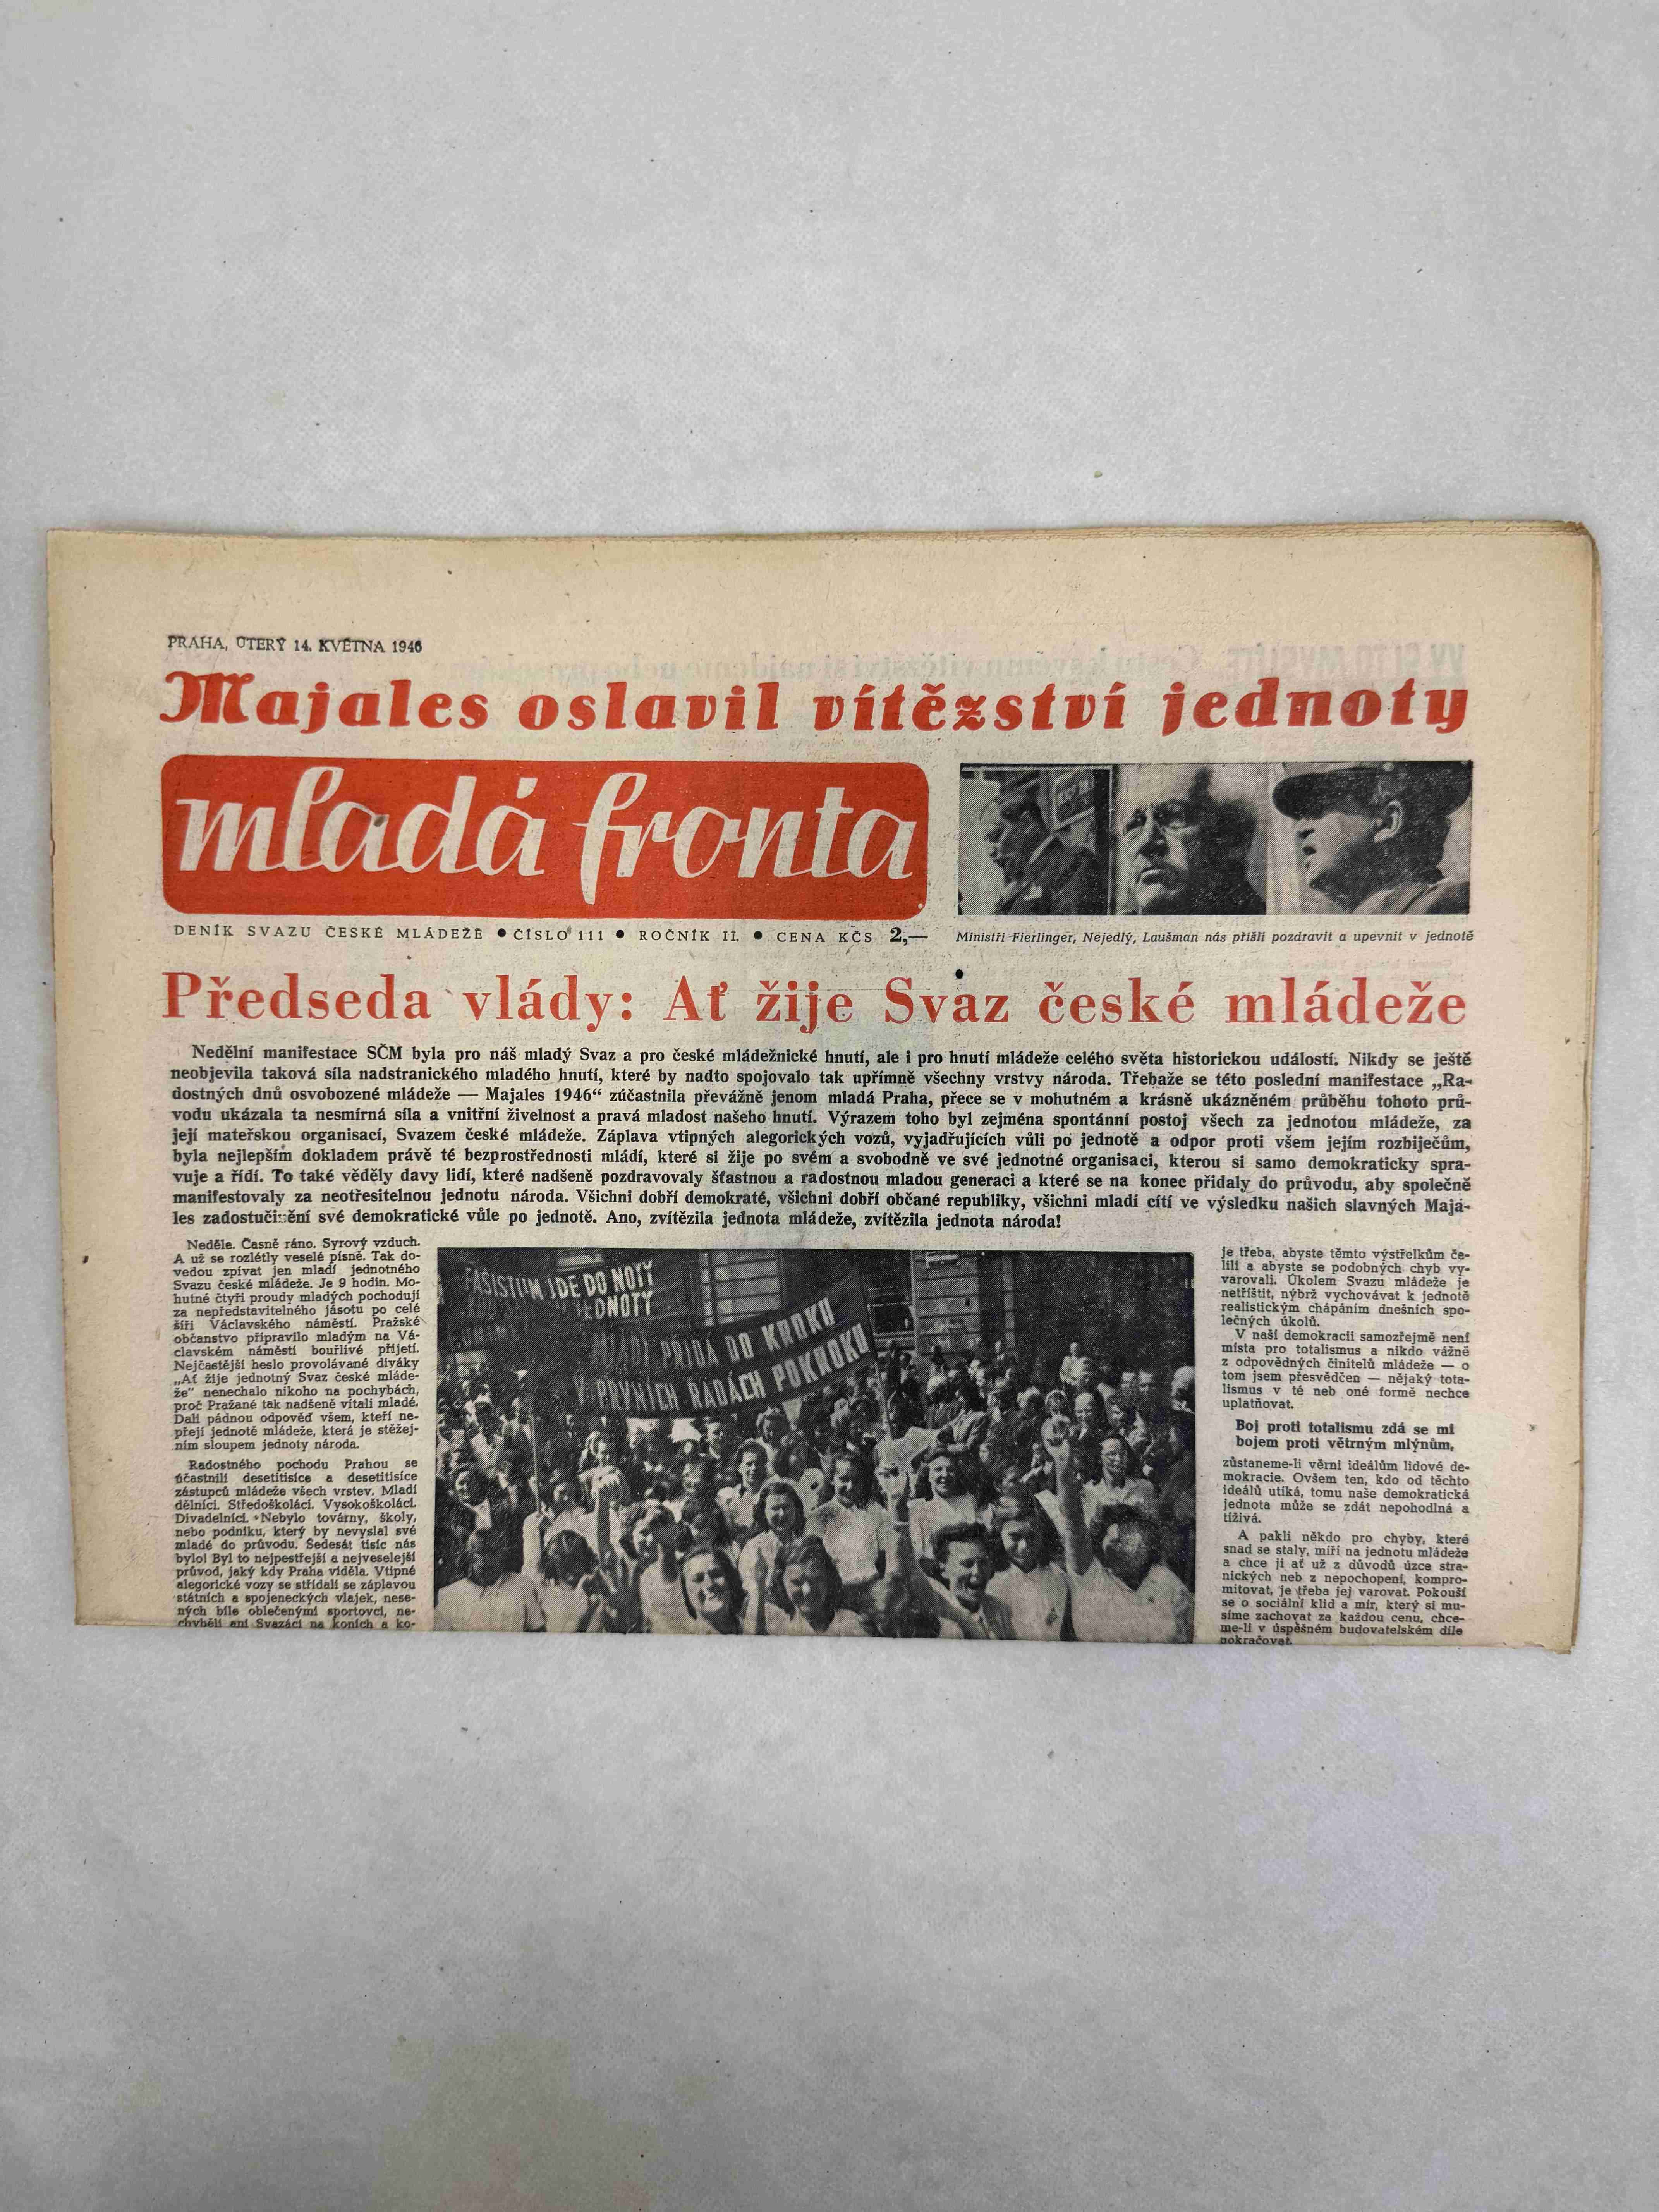 PRAHA, ÚTERÝ 14. KVĚTNA 1946
Majales oslavil vítězství jednoty
mladá fronta
DENÍK SVAZU ČESKÉ MLÁDEŽE ● ČÍSLO 111 ● ROČNÍK II. ● CENA KČS 2,—
Ministři Fierlinger, Nejedlý, Laušman nás přišli pozdravit a upevnit v jednotě
Předseda vlády: Ať žije Svaz české mládeže
Nedělní manifestace SČM byla pro náš mladý Svaz a pro české mládežnické hnutí, ale i pro hnutí mládeže celého světa historickou událostí. Nikdy se ještě
neobjevila taková síla nadstranického mladého hnutí, které by nadto spojovalo tak upřímně všechny vrstvy národa. Třebaže se této poslední manifestace „Ra-
dostných dnů osvobozené mládeže — Majales 1946“ zúčastnila převážně jenom mladá Praha, přece se v mohutném a krásně ukázněném průběhu tohoto prů-
vodu ukázala ta nesmírná síla a vnitřní živelnost a pravá mladost našeho hnutí. Výrazem toho byl zejména spontánní postoj všech za jednotou mládeže, za
její mateřskou organisací, Svazem české mládeže. Záplava vtipných alegorických vozů, vyjadřujících vůli po jednotě a odpor proti všem jejím rozbiječům,
byla nejlepším dokladem právě té bezprostřednosti mládí, které si žije po svém a svobodně ve své jednotné organisaci, kterou si samo demokraticky spra-
vuje a řídí. To také věděly davy lidí, které nadšeně pozdravovaly šťastnou a radostnou mladou generaci a které se na konec přidaly do průvodu, aby společně
manifestovaly za neotřesitelnou jednotu národa. Všichni dobří demokraté, všichni dobří občané republiky, všichni mladí cítí ve výsledku našich slavných Majá-
les zadostučinění své demokratické vůle po jednotě. Ano, zvítězila jednota mládeže, zvítězila jednota národa!
Neděle. Časně ráno. Syrový vzduch.
A už se rozlétly veselé písně. Tak do-
vedou zpívat jen mladí jednotného
Svazu české mládeže. Je 9 hodin. Mo-
hutné čtyři proudy mladých pochodují
za nepředstavitelného jásotu po celé
šíři Václavského náměstí. Pražské
občanstvo připravilo mladým na Vá-
clavském náměstí bouřlivé přijetí.
Nejčastější heslo provolávané diváky
„Ať žije jednotný Svaz české mláde-
že“ nenechalo nikoho na pochybách,
proč Pražané tak nadšeně vítali mladé.
Dali pádnou odpověď všem, kteří ne-
přejí jednotě mládeže, která je stěžej-
ním sloupem jednoty národa.
Radostného pochodu Prahou se
účastnili desetitisíce a desetitisíce
zástupců mládeže všech vrstev. Mladí
dělníci. Středoškoláci. Vysokoškoláci.
Divadelníci. Nebylo továrny, školy,
nebo podniku, který by nevyslal své
mladé do průvodu. Šedesát tisíc nás
bylo! Byl to nejpestřejší a nejveselejší
průvod, jaký kdy Praha viděla. Vtipné
alegorické vozy se střídali se záplavou
státních a spojeneckých vlajek, nese-
ných bíle oblečenými sportovci, ne-
chyběli ani Svazáci na koních a ko-
FAŠISTUM JDE DO NOTY
JEDNOTY
MLÁDÍ PŘIDÁ DO KROKU
V PRVNÍCH ŘADÁCH POKROKU
je třeba, abyste těmto výstřelkům če-
lili a abyste se podobných chyb vy-
varovali. Úkolem Svazu mládeže je
netříštit, nýbrž vychovávat k jednotě
realistickým chápáním dnešních spo-
lečných úkolů.
V naší demokracii samozřejmě není
místa pro totalismus a nikdo vážně
z odpovědných činitelů mládeže — o
tom jsem přesvědčen — nějaký tota-
lismus v té neb oné formě nechce
uplatňovat.
Boj proti totalismu zdá se mi
bojem proti větrným mlýnům,
zůstaneme-li věrni ideálům lidové de-
mokracie. Ovšem ten, kdo od těchto
ideálů utíká, tomu naše demokratická
jednota může se zdát nepohodlná a
tíživá.
A pakli někdo pro chyby, které
snad se staly, míří na jednotu mládeže
a chce ji ať už z důvodů úzce stra-
nických neb z nepochopení, kompro-
mitovat, je třeba jej varovat. Pokouší
se o sociální klid a mír, který si mu-
síme zachovat za každou cenu, chce-
me-li v úspěšném budovatelském díle
pokračovat.